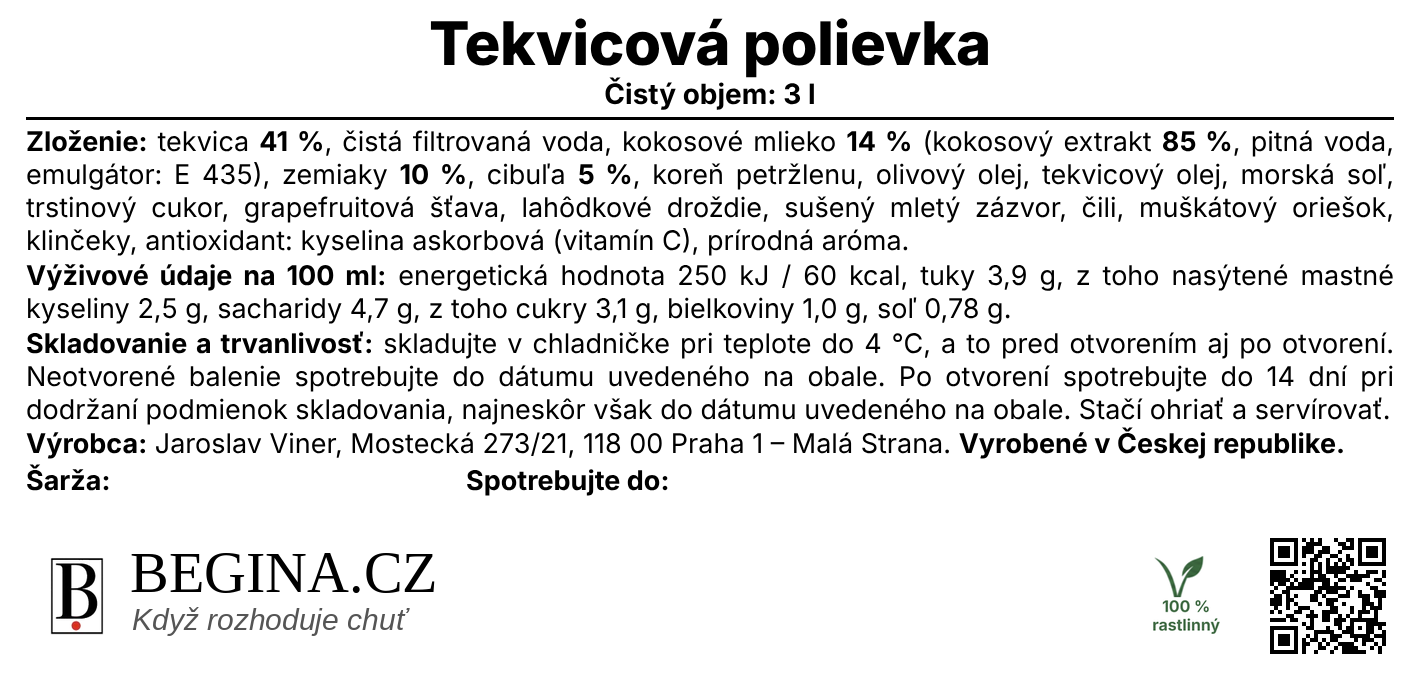 Tekvicová polievka
Čistý objem: 3 l
Zloženie: tekvica 41 %, čistá filtrovaná voda, kokosové mlieko 14 % (kokosový extrakt 85 %, pitná voda,
emulgátor: E 435), zemiaky 10 %, cibuľa 5 %, koreň petržlenu, olivový olej, tekvicový olej, morská soľ,
trstinový cukor, grapefruitová šťava, lahôdkové droždie, sušený mletý zázvor, čili, muškátový oriešok,
klinčeky, antioxidant: kyselina askorbová (vitamín C), prírodná aróma.
Výživové údaje na 100 ml: energetická hodnota 250 kJ / 60 kcal, tuky 3,9 g, z toho nasýtené mastné
kyseliny 2,5 g, sacharidy 4,7 g, z toho cukry 3,1 g, bielkoviny 1,0 g, soľ 0,78 g.
Skladovanie a trvanlivosť: skladujte v chladničke pri teplote do 4 °C, a to pred otvorením aj po otvorení.
Neotvorené balenie spotrebujte do dátumu uvedeného na obale. Po otvorení spotrebujte do 14 dní pri
dodržaní podmienok skladovania, najneskôr však do dátumu uvedeného na obale. Stačí ohriať a servírovať.
Výrobca: Jaroslav Viner, Mostecká 273/21, 118 00 Praha 1 – Malá Strana. Vyrobené v Českej republike.
Šarža: Spotrebujte do:
B BEGINA.CZ
Když rozhoduje chuť
100 %
rastlinný